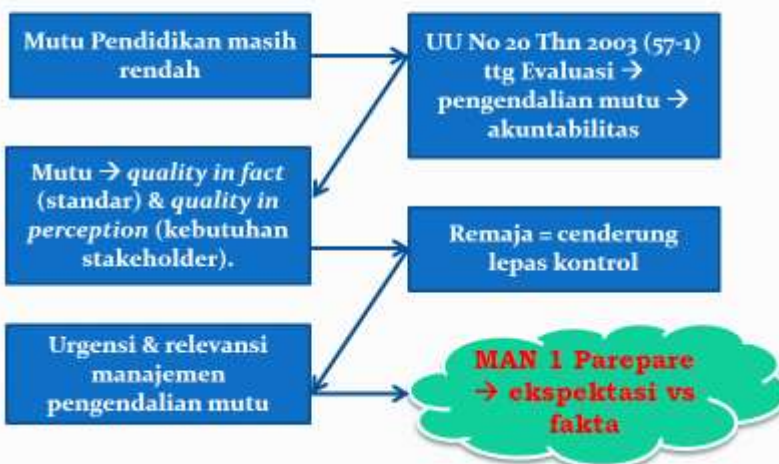 Mutu Pendidikan masih
rendah
UU No 20 Thn 2003 (57-1)
ttg Evaluasi →
pengendalian mutu →
akuntabilitas
Mutu → quality in fact
(standar) & quality in
perception (kebutuhan
stakeholder).
Remaja = cenderung
lepas kontrol
Urgensi & relevansi
manajemen
pengendalian mutu
MAN 1 Parepare
→ ekspektasi vs
fakta